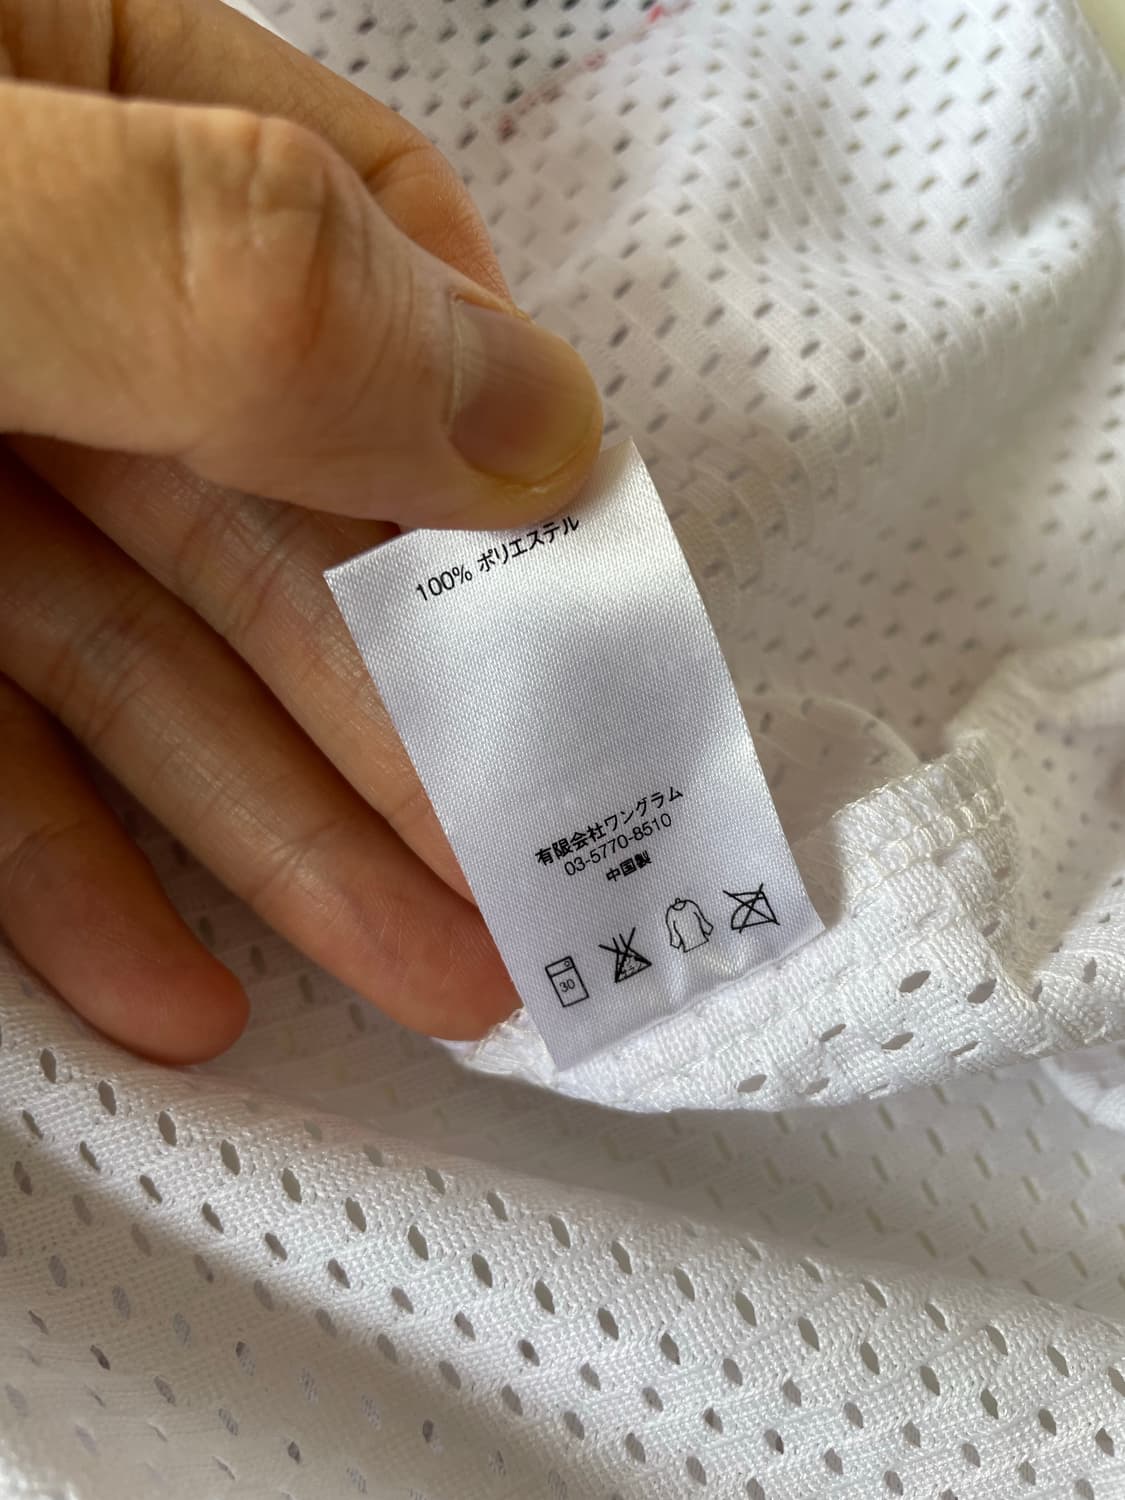 100% ポリエステル
有限会社ワングラム
03-5770-8510
中国製
30